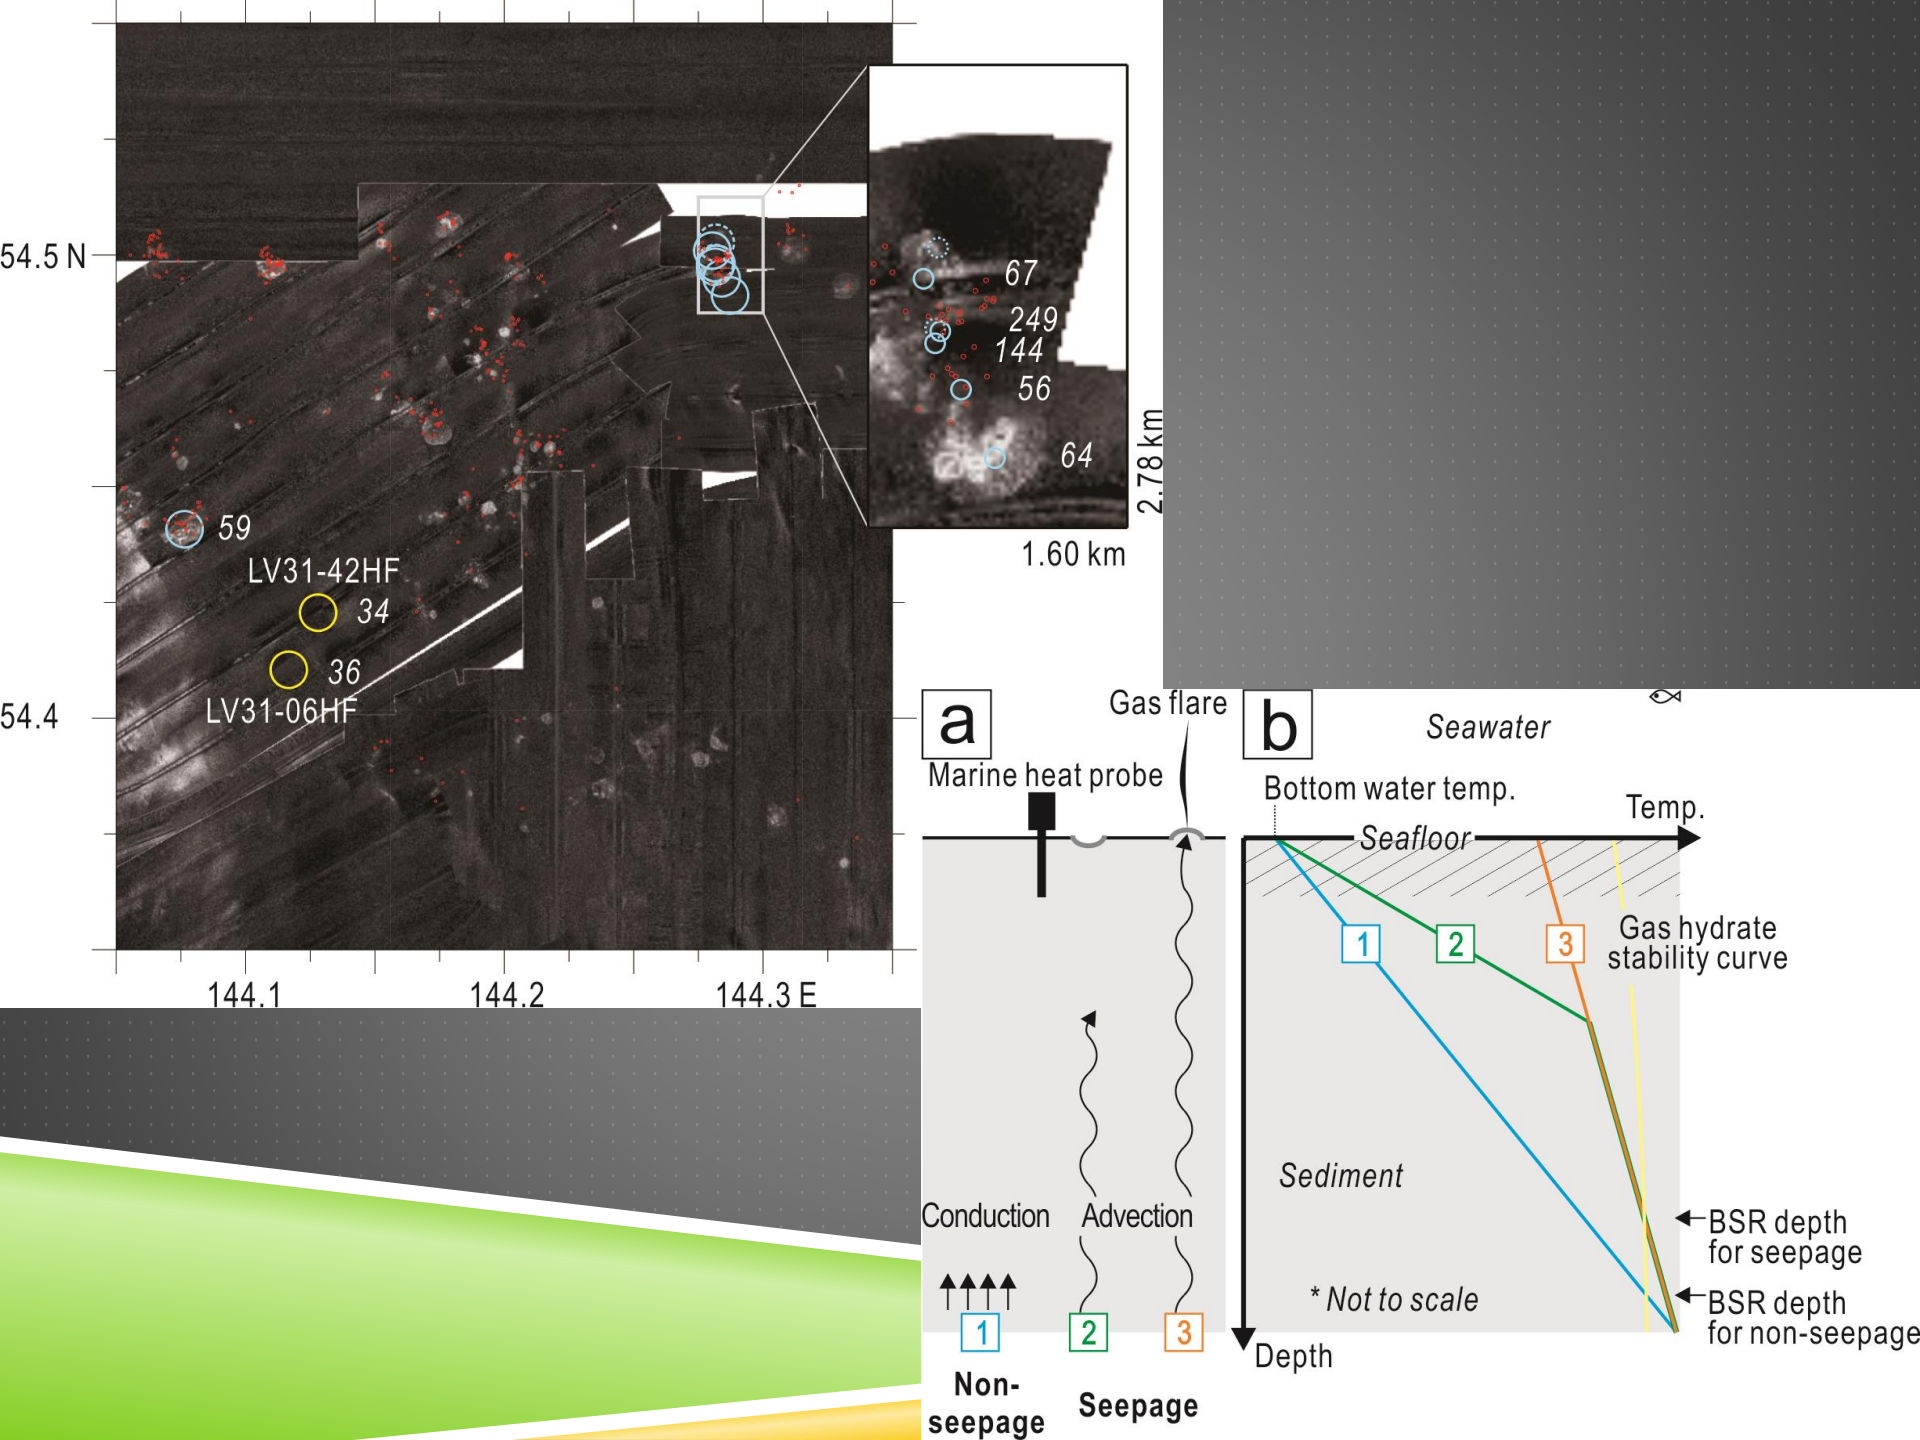 54.5 N
54.4
144.1
144.2
144.3 E
59
LV31-42HF
34
36
LV31-06HF
67
249
144
56
64
2.78 km
1.60 km
a
Gas flare
Marine heat probe
Conduction
Advection
1
2
3
Non-
seepage
Seepage
b
Seawater
Bottom water temp.
Temp.
Seafloor
1
2
3
Gas hydrate
stability curve
Sediment
* Not to scale
BSR depth
for seepage
BSR depth
for non-seepage
Depth